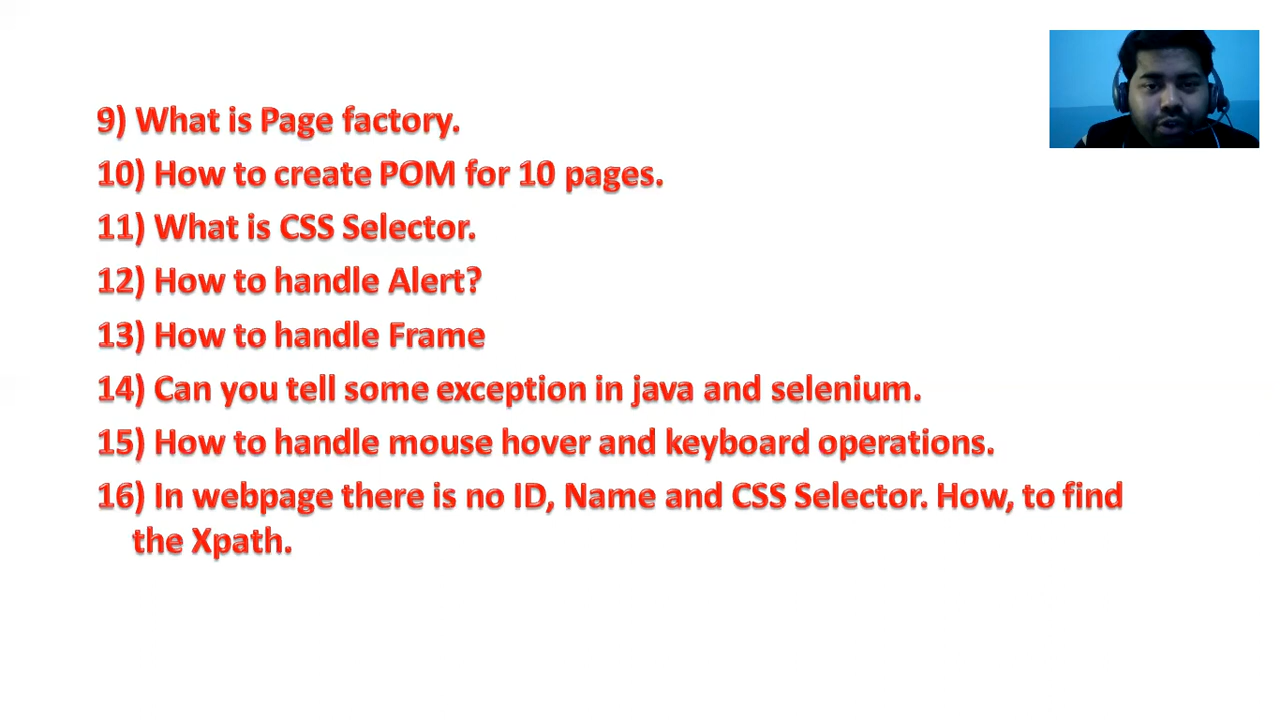 9) What is Page factory.
10) How to create POM for 10 pages.
11) What is CSS Selector.
12) How to handle Alert?
13) How to handle Frame
14) Can you tell some exception in java and selenium.
15) How to handle mouse hover and keyboard operations.
16) In webpage there is no ID, Name and CSS Selector. How, to find
the Xpath.